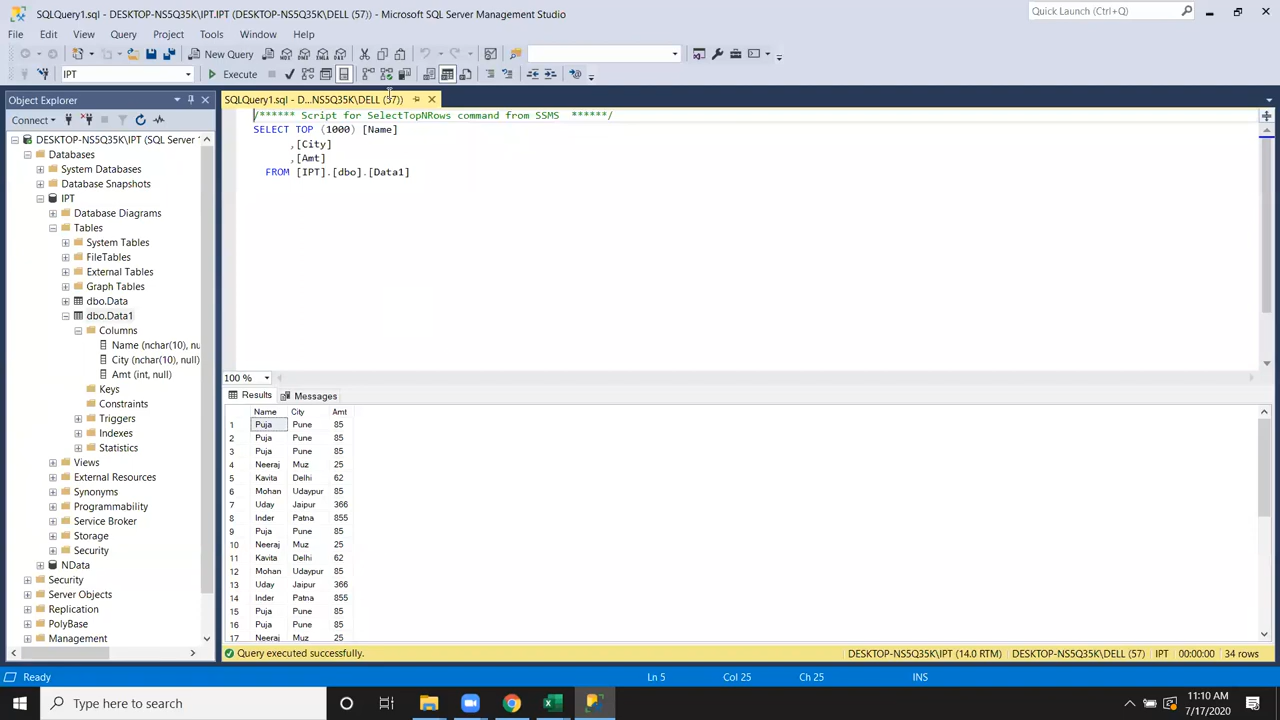 SQLQuery1.sql - DESKTOP-NS5Q35K\IPT.IPT (DESKTOP-NS5Q35K\DELL (57)) - Microsoft SQL Server Management Studio
Quick Launch (Ctrl+Q)
File Edit View Query Project Tools Window Help
New Query
MDX DMX XMLA DAX
IPT
Execute
Object Explorer
SQLQuery1.sql - D...NS5Q35K\DELL (57))
Connect
DESKTOP-NS5Q35K\IPT (SQL Server
Databases
System Databases
Database Snapshots
IPT
Database Diagrams
Tables
System Tables
FileTables
External Tables
Graph Tables
dbo.Data
dbo.Data1
Columns
Name (nchar(10), nu
City (nchar(10), null)
Amt (int, null)
Keys
Constraints
Triggers
Indexes
Statistics
Views
External Resources
Synonyms
Programmability
Service Broker
Storage
Security
NData
Security
Server Objects
Replication
PolyBase
Management
/****** Script for SelectTopNRows command from SSMS  ******/
SELECT TOP (1000) [Name]
,[City]
,[Amt]
FROM [IPT].[dbo].[Data1]
100 %
Results Messages
Name City Amt
1 Puja Pune 85
2 Puja Pune 85
3 Puja Pune 85
4 Neeraj Muz 25
5 Kavita Delhi 62
6 Mohan Udaypur 85
7 Uday Jaipur 366
8 Inder Patna 855
9 Puja Pune 85
10 Neeraj Muz 25
11 Kavita Delhi 62
12 Mohan Udaypur 85
13 Uday Jaipur 366
14 Inder Patna 855
15 Puja Pune 85
16 Puja Pune 85
17 Neeraj Muz 25
Query executed successfully.
DESKTOP-NS5Q35K\IPT (14.0 RTM) DESKTOP-NS5Q35K\DELL (57) IPT 00:00:00 34 rows
Ready
Ln 5 Col 25 Ch 25 INS
Type here to search
11:10 AM
7/17/2020